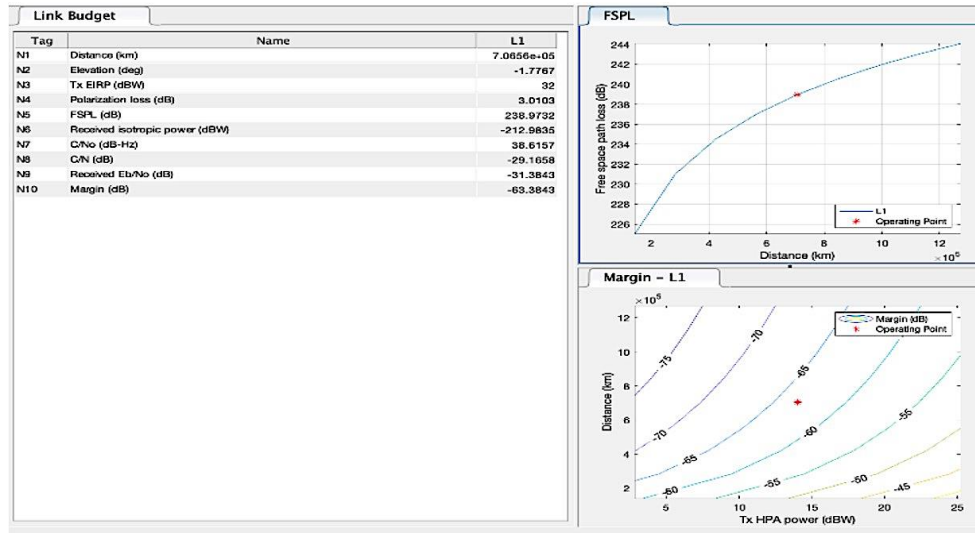 Link Budget
Tag Name L1
N1 Distance (km) 7.0656e+05
N2 Elevation (deg) -1.7767
N3 Tx EIRP (dBW) 32
N4 Polarization loss (dB) 3.0103
N5 FSPL (dB) 238.9732
N6 Received isotropic power (dBW) -212.9835
N7 C/No (dB-Hz) 38.6157
N8 C/N (dB) -29.1658
N9 Received Eb/No (dB) -31.3843
N10 Margin (dB) -63.3843
FSPL
Free space path loss (dB)
244
242
240
238
236
234
232
230
228
226
L1
Operating Point
2 4 6 8 10 12
Distance (km)
×10⁵
Margin - L1
×10⁵
Distance (km)
12
10
8
6
4
2
Margin (dB)
Operating Point
-75
-70
-65
-70
-65
-60
-55
-60
-55
-50
-45
5 10 15 20 25
Tx HPA power (dBW)